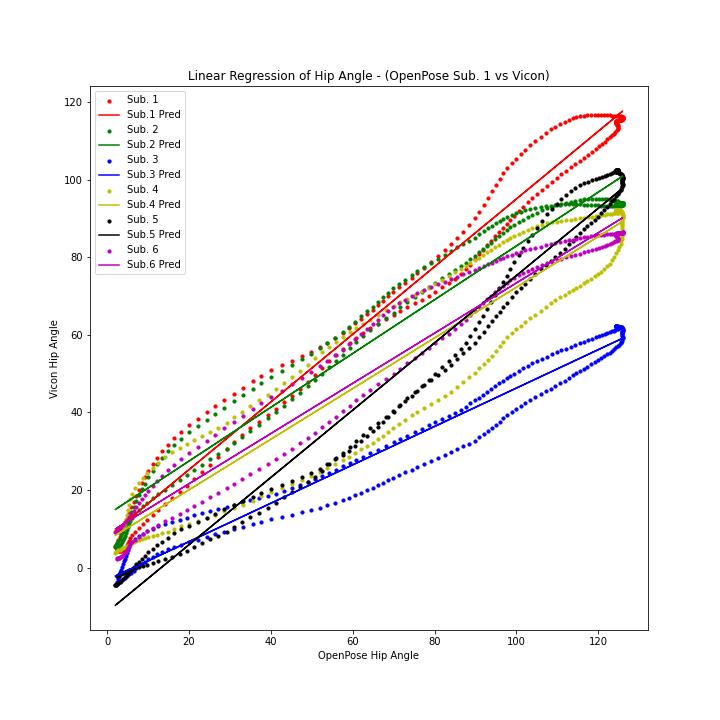 Linear Regression of Hip Angle - (OpenPose Sub. 1 vs Vicon)
Sub. 1
Sub.1 Pred
Sub. 2
Sub.2 Pred
Sub. 3
Sub.3 Pred
Sub. 4
Sub.4 Pred
Sub. 5
Sub.5 Pred
Sub. 6
Sub.6 Pred
Vicon Hip Angle
120
100
80
60
40
20
0
0 20 40 60 80 100 120
OpenPose Hip Angle